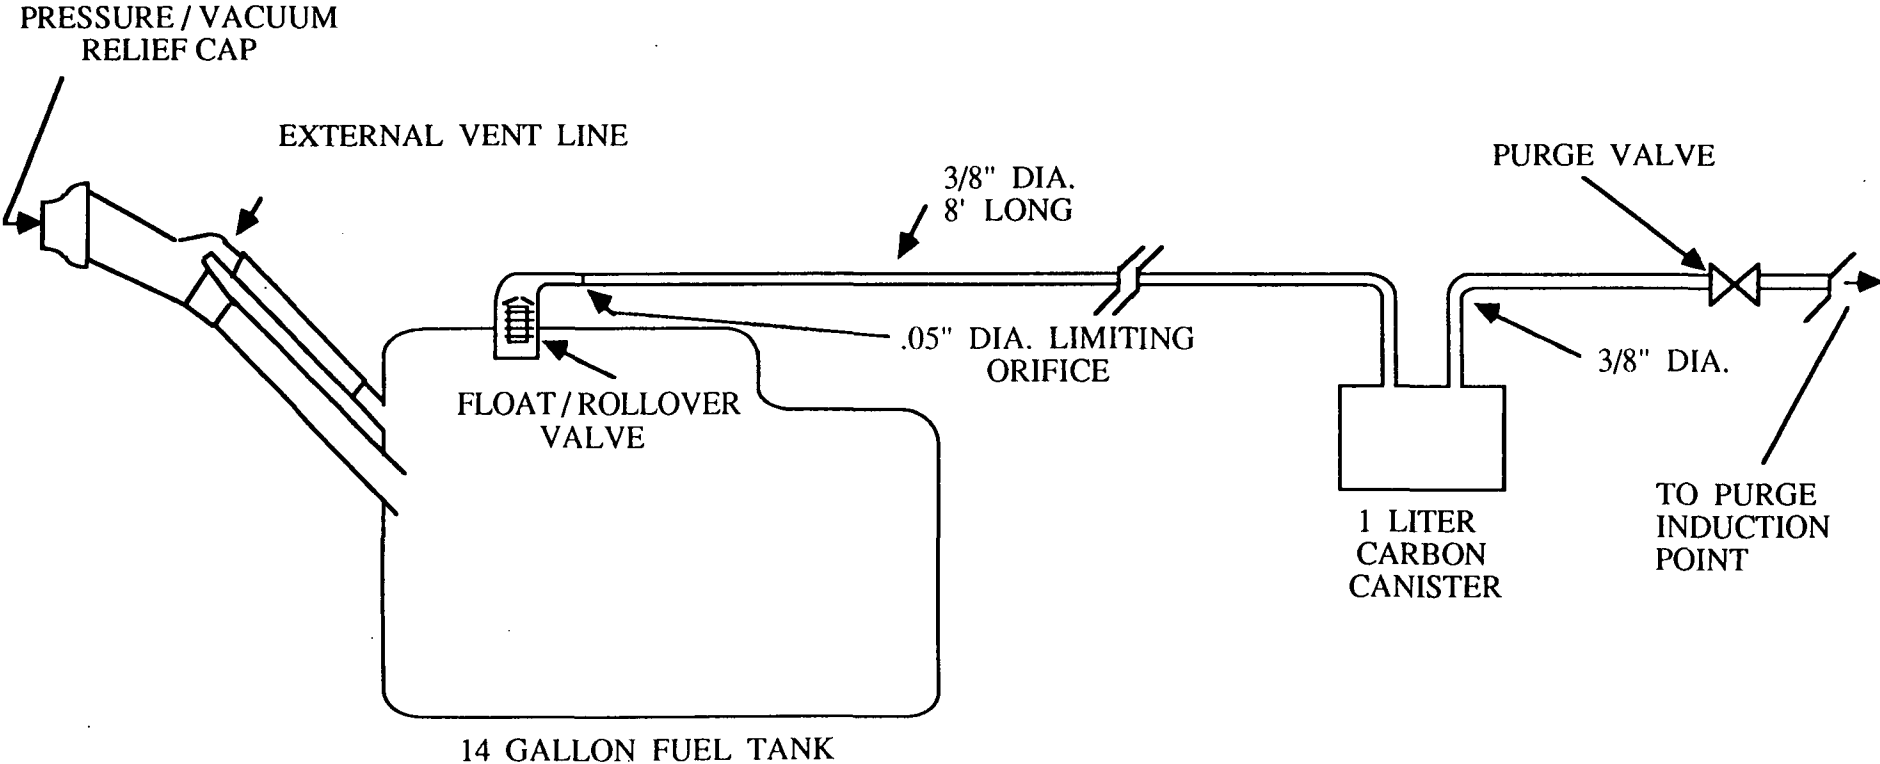 PRESSURE / VACUUM
RELIEF CAP
EXTERNAL VENT LINE
3/8" DIA.
8' LONG
PURGE VALVE
.05" DIA. LIMITING
ORIFICE
3/8" DIA.
FLOAT / ROLLOVER
VALVE
TO PURGE
INDUCTION
POINT
1 LITER
CARBON
CANISTER
14 GALLON FUEL TANK